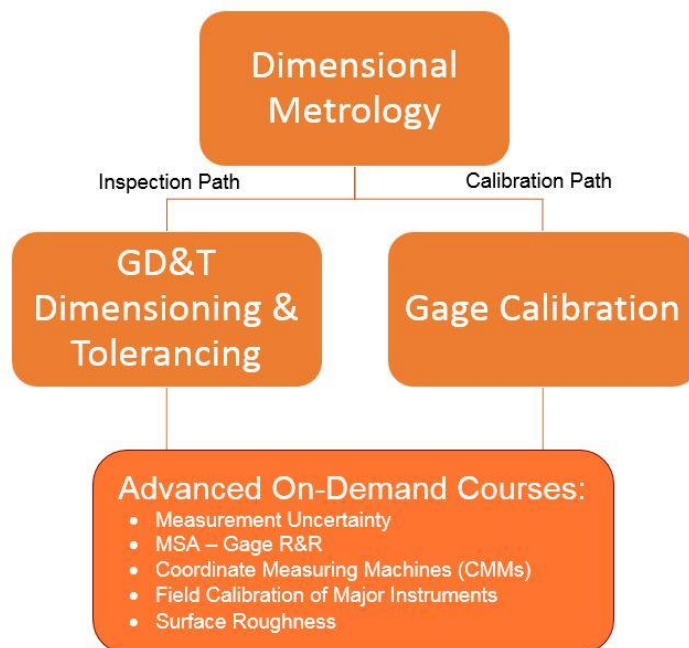 Dimensional
Metrology
Inspection Path
Calibration Path
GD&T
Dimensioning &
Tolerancing
Gage Calibration
Advanced On-Demand Courses:
• Measurement Uncertainty
• MSA – Gage R&R
• Coordinate Measuring Machines (CMMs)
• Field Calibration of Major Instruments
• Surface Roughness